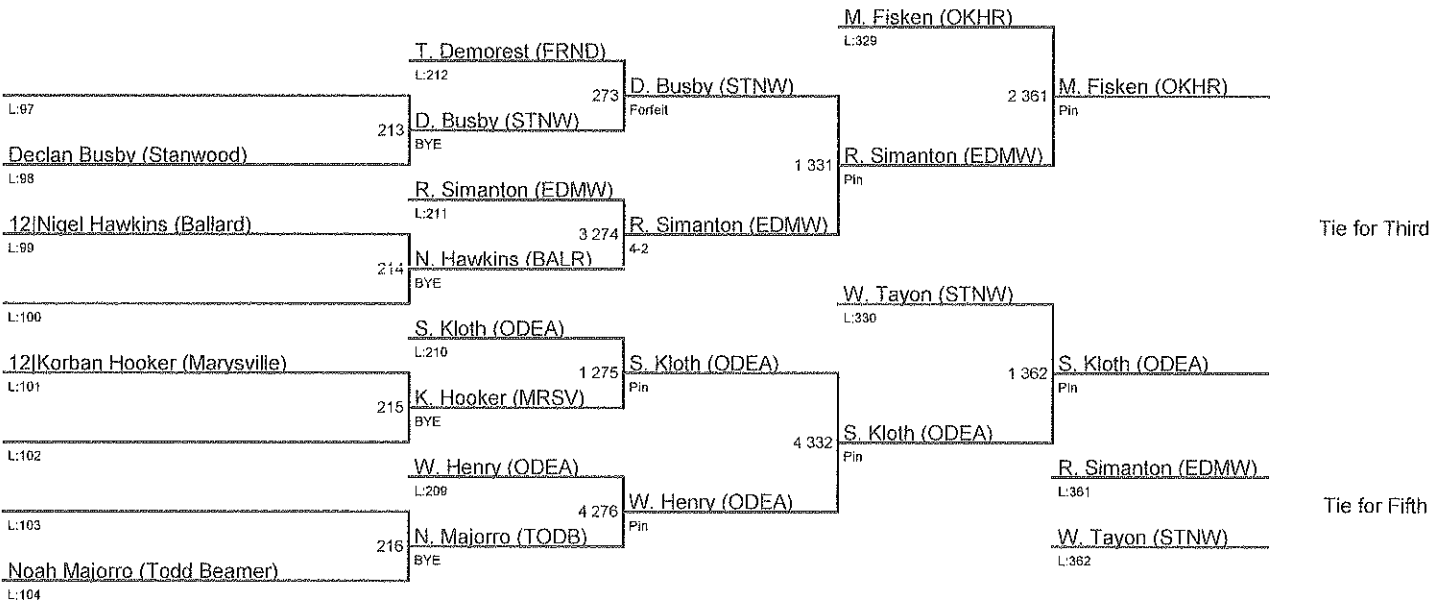 M. Fisken (OKHR)
L:329
T. Demorest (FRND)
L:212
273 D. Busby (STNW)
Forfeit
2 361 M. Fisken (OKHR)
Pin
L:97
213 D. Busby (STNW)
BYE
Declan Busby (Stanwood)
L:98
1 331 R. Simanton (EDMW)
Pin
R. Simanton (EDMW)
L:211
12|Nigel Hawkins (Ballard)
L:99
3 274 R. Simanton (EDMW)
4-2
Tie for Third
214 N. Hawkins (BALR)
BYE
L:100
W. Tayon (STNW)
L:330
S. Kloth (ODEA)
L:210
12|Korban Hooker (Marysville)
L:101
1 275 S. Kloth (ODEA)
Pin
1 362 S. Kloth (ODEA)
Pin
215 K. Hooker (MRSV)
BYE
L:102
4 332 S. Kloth (ODEA)
Pin
W. Henry (ODEA)
L:209
R. Simanton (EDMW)
L:361
L:103
4 276 W. Henry (ODEA)
Pin
Tie for Fifth
216 N. Majorro (TODB)
BYE
W. Tayon (STNW)
L:362
Noah Majorro (Todd Beamer)
L:104